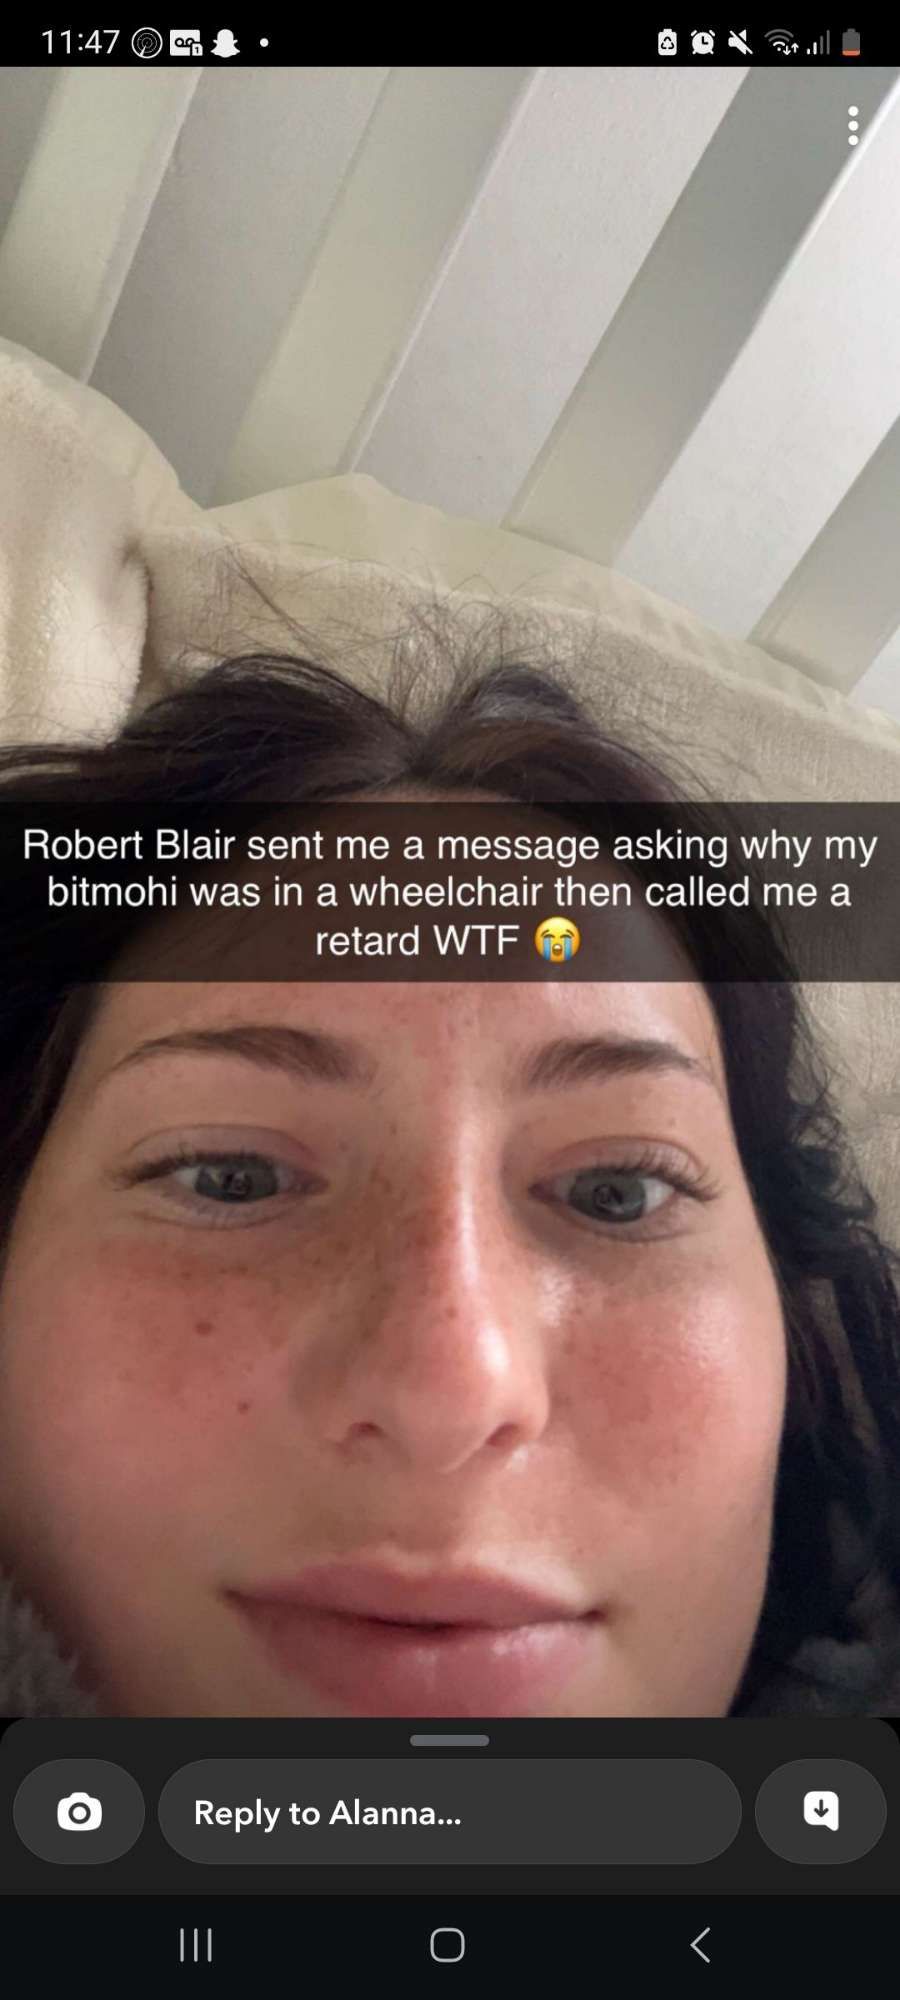 11:47
Robert Blair sent me a message asking why my
bitmohi was in a wheelchair then called me a
retard WTF 😭
Reply to Alanna...